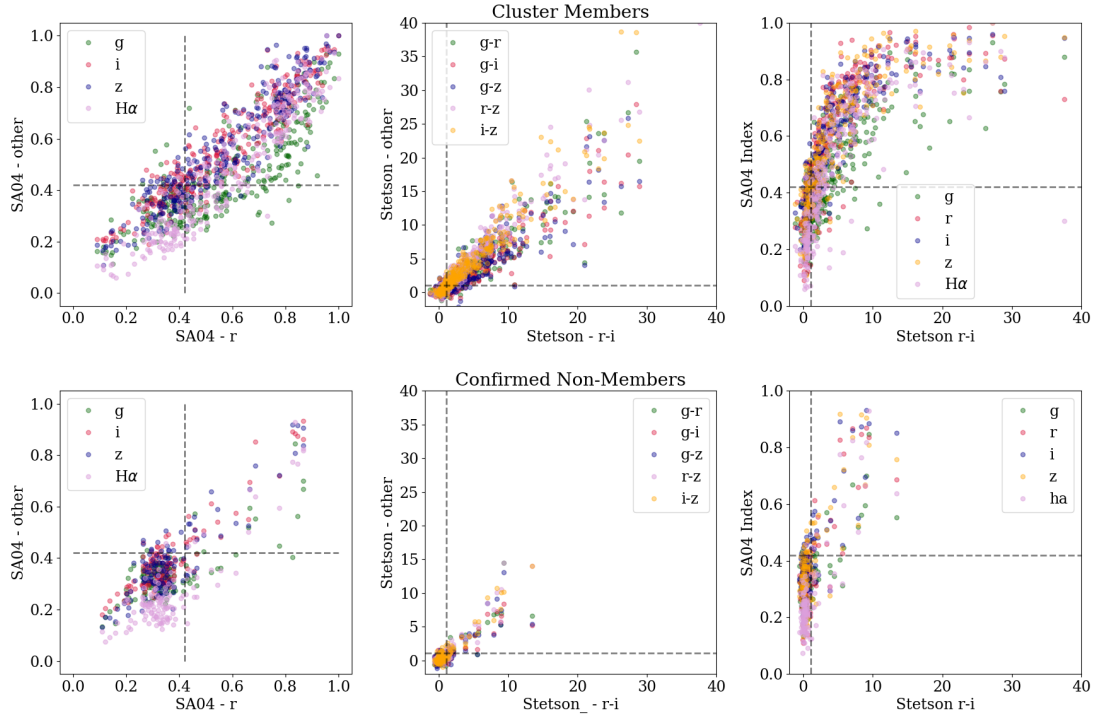 Cluster Members
1.0
0.8
0.6
0.4
0.2
0.0
SA04 - other
g
i
z
Hα
0.0 0.2 0.4 0.6 0.8 1.0
SA04 - r
40
35
30
25
20
15
10
5
0
Stetson - other
g-r
g-i
g-z
r-z
i-z
0 10 20 30 40
Stetson - r-i
1.0
0.8
0.6
0.4
0.2
0.0
SA04 Index
g
r
i
z
Hα
0 10 20 30 40
Stetson r-i
Confirmed Non-Members
1.0
0.8
0.6
0.4
0.2
0.0
SA04 - other
g
i
z
Hα
0.0 0.2 0.4 0.6 0.8 1.0
SA04 - r
40
35
30
25
20
15
10
5
0
Stetson - other
g-r
g-i
g-z
r-z
i-z
0 10 20 30 40
Stetson_ - r-i
1.0
0.8
0.6
0.4
0.2
0.0
SA04 Index
g
r
i
z
ha
0 10 20 30 40
Stetson r-i